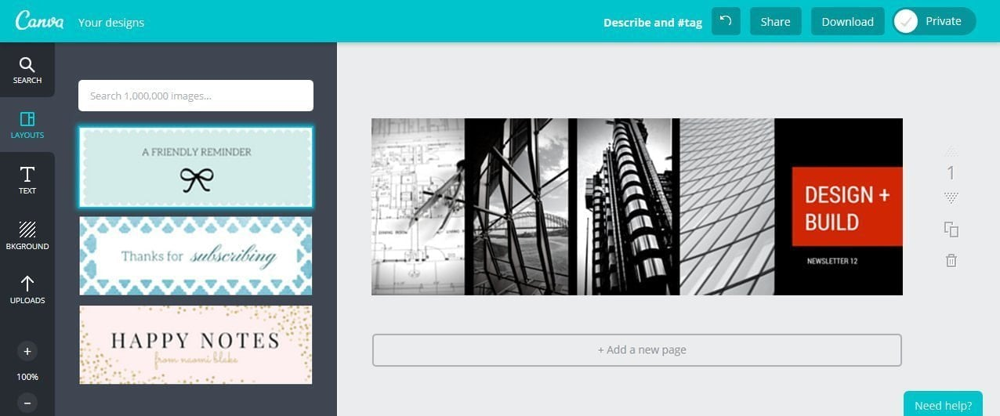 Canva
Your designs
Describe and #tag
Share
Download
Private
SEARCH
LAYOUTS
TEXT
BKGROUND
UPLOADS
+
100%
−
Search 1,000,000 images...
A FRIENDLY REMINDER
Thanks for subscribing
HAPPY NOTES
from naomi blake
DINING ROOM
DESIGN +
BUILD
NEWSLETTER 12
1
+ Add a new page
Need help?